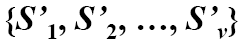 {S’₁, S’₂, ..., S’ᵥ}